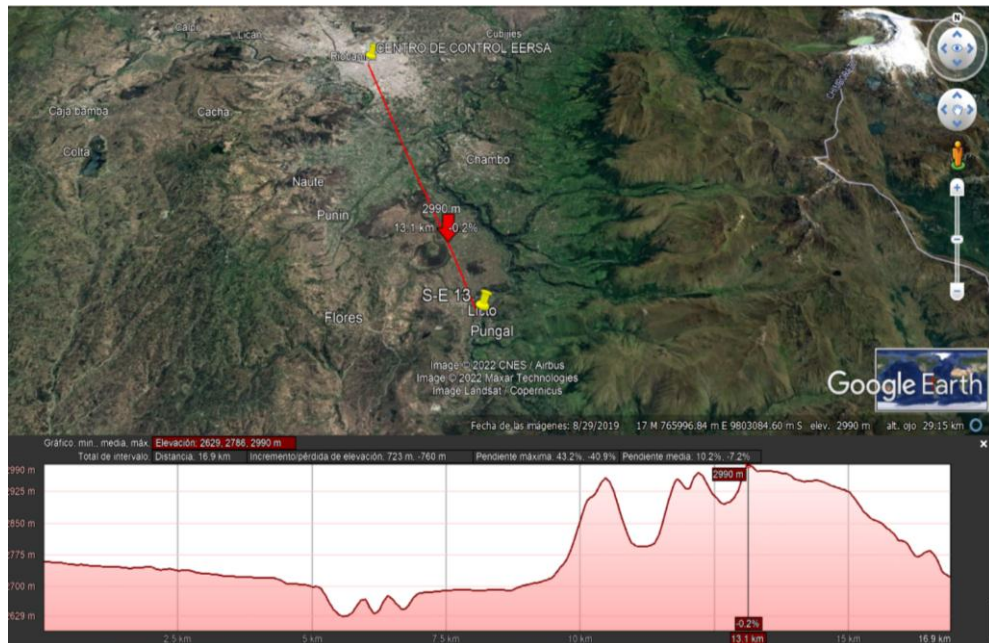 Calpi
Licán
Cubijíes
CENTRO DE CONTROL EERSA
Caja bamba
Cacha
Colta
Chambo
Naute
Punin
2990 m
13.1 km -0.2%
S-E 13
Licto
Flores
Pungal
Image © 2022 CNES / Airbus
Image © 2022 Maxar Technologies
Image Landsat / Copernicus
N
Google Earth
Fecha de las imágenes: 8/29/2019 17 M 765996.84 m E 9803084.60 m S elev. 2990 m alt. ojo 29.15 km
Gráfico: min., media, máx. Elevación: 2629, 2786, 2990 m
Total de intervalo: Distancia: 16.9 km Incremento/pérdida de elevación: 723 m, -760 m Pendiente máxima: 43.2%, -40.9% Pendiente media: 10.2%, -7.2%
2990 m
2990 m
2925 m
2850 m
2775 m
2700 m
2629 m
-0.2%
2.5 km 5 km 7.5 km 10 km 13.1 km 15 km 16.9 km